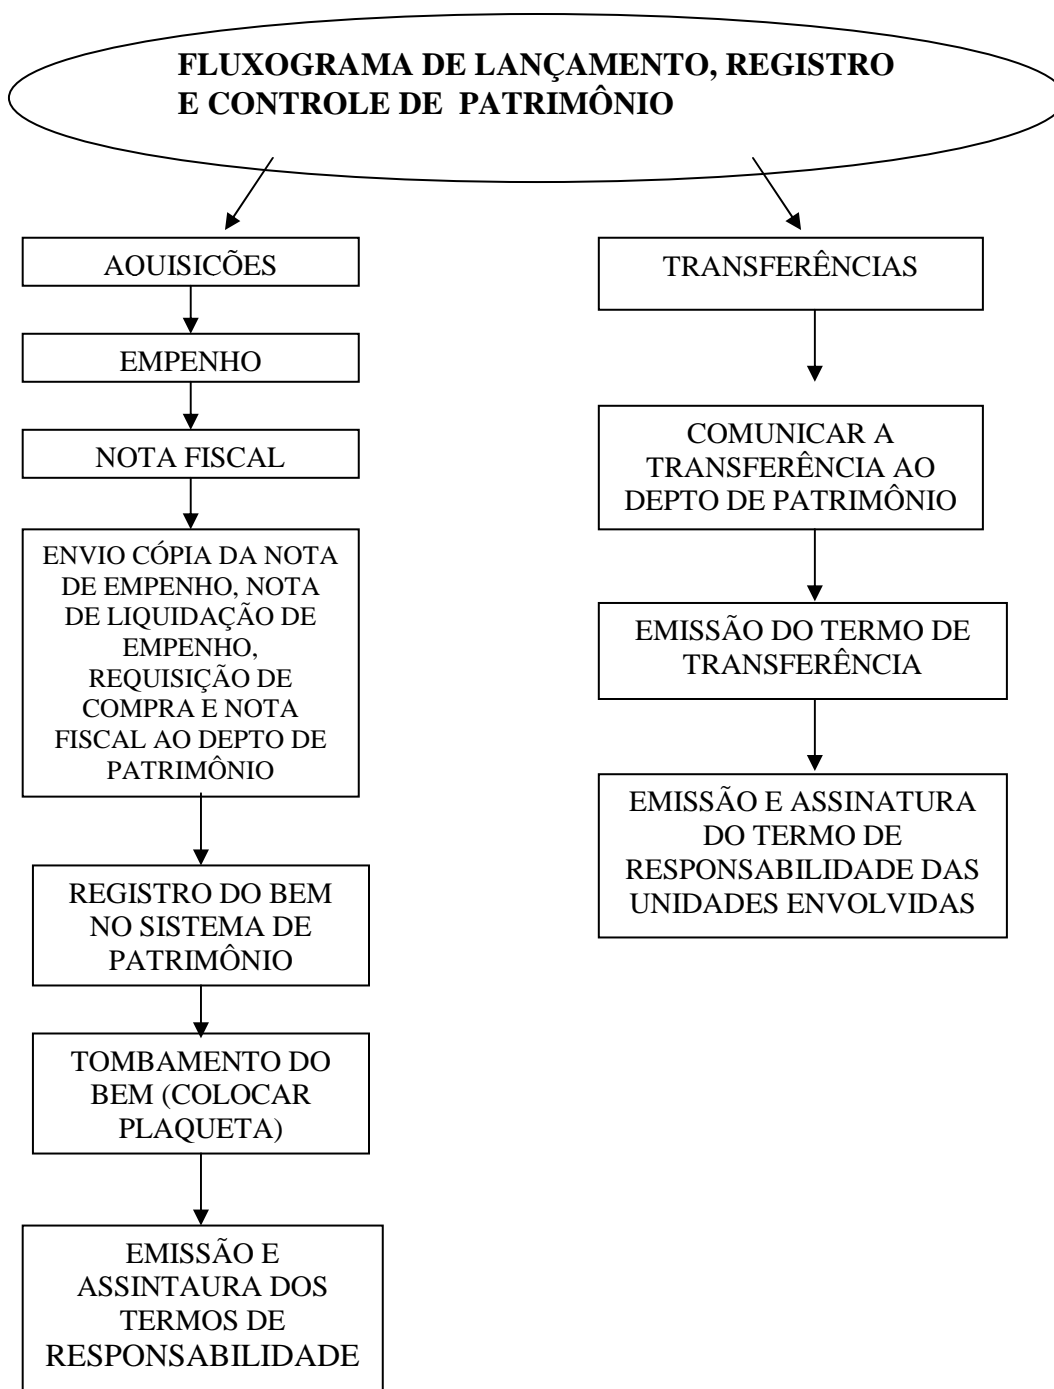 FLUXOGRAMA DE LANÇAMENTO, REGISTRO
E CONTROLE DE PATRIMÔNIO
AQUISICÕES
EMPENHO
NOTA FISCAL
ENVIO CÓPIA DA NOTA
DE EMPENHO, NOTA
DE LIQUIDAÇÃO DE
EMPENHO,
REQUISIÇÃO DE
COMPRA E NOTA
FISCAL AO DEPTO DE
PATRIMÔNIO
REGISTRO DO BEM
NO SISTEMA DE
PATRIMÔNIO
TOMBAMENTO DO
BEM (COLOCAR
PLAQUETA)
EMISSÃO E
ASSINTAURA DOS
TERMOS DE
RESPONSABILIDADE
TRANSFERÊNCIAS
COMUNICAR A
TRANSFERÊNCIA AO
DEPTO DE PATRIMÔNIO
EMISSÃO DO TERMO DE
TRANSFERÊNCIA
EMISSÃO E ASSINATURA
DO TERMO DE
RESPONSABILIDADE DAS
UNIDADES ENVOLVIDAS